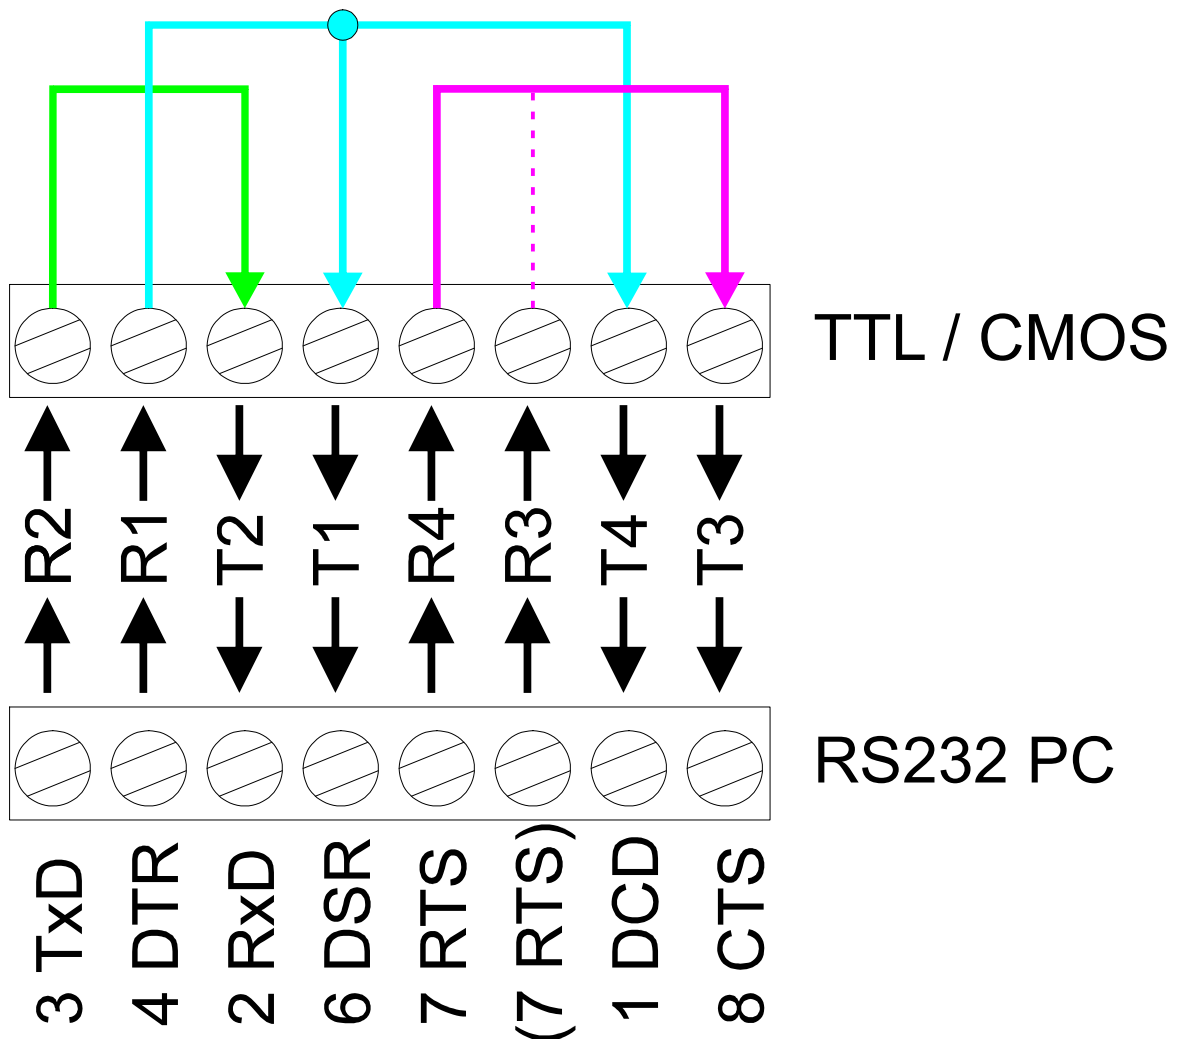 TTL / CMOS
R2
R1
T2
T1
R4
R3
T4
T3
RS232 PC
3 TxD
4 DTR
2 RxD
6 DSR
7 RTS
(7 RTS)
1 DCD
8 CTS